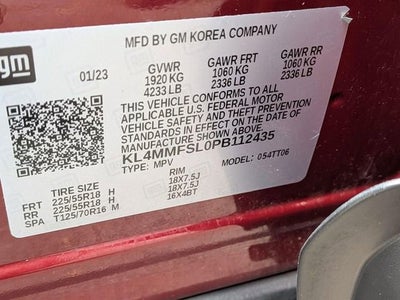 gm
MFD BY GM KOREA COMPANY
01/23 GVWR GAWR FRT GAWR RR
1920 KG 1060 KG 1060 KG
4233 LB 2336 LB 2336 LB
THIS VEHICLE CONFORMS TO ALL APPLICABLE
U.S. FEDERAL MOTOR VEHICLE
SAFETY AND THEFT PREVENTION
STANDARDS IN EFFECT ON THE DATE OF
MANUFACTURE SHOWN ABOVE.
KL4MMFSL0PB112435
TYPE: MPV MODEL: 054TT06
TIRE SIZE RIM
FRT 225/55R18 H 18X7.5J
RR 225/55R18 H 18X7.5J
SPA T125/70R16 M 16X4BT